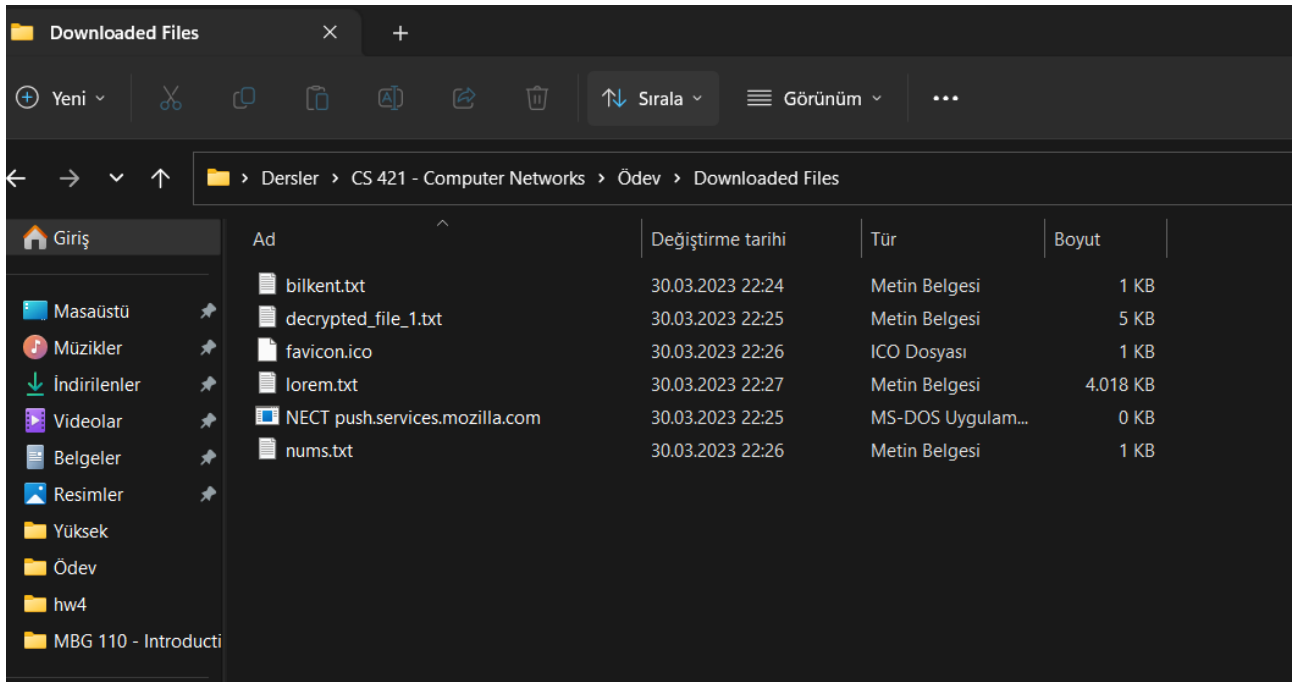 Downloaded Files
Yeni
Sırala
Görünüm
Dersler > CS 421 - Computer Networks > Ödev > Downloaded Files
Giriş
Masaüstü
Müzikler
İndirilenler
Videolar
Belgeler
Resimler
Yüksek
Ödev
hw4
MBG 110 - Introducti
Ad Değiştirme tarihi Tür Boyut
bilkent.txt 30.03.2023 22:24 Metin Belgesi 1 KB
decrypted_file_1.txt 30.03.2023 22:25 Metin Belgesi 5 KB
favicon.ico 30.03.2023 22:26 ICO Dosyası 1 KB
lorem.txt 30.03.2023 22:27 Metin Belgesi 4.018 KB
NECT push.services.mozilla.com 30.03.2023 22:25 MS-DOS Uygulam... 0 KB
nums.txt 30.03.2023 22:26 Metin Belgesi 1 KB